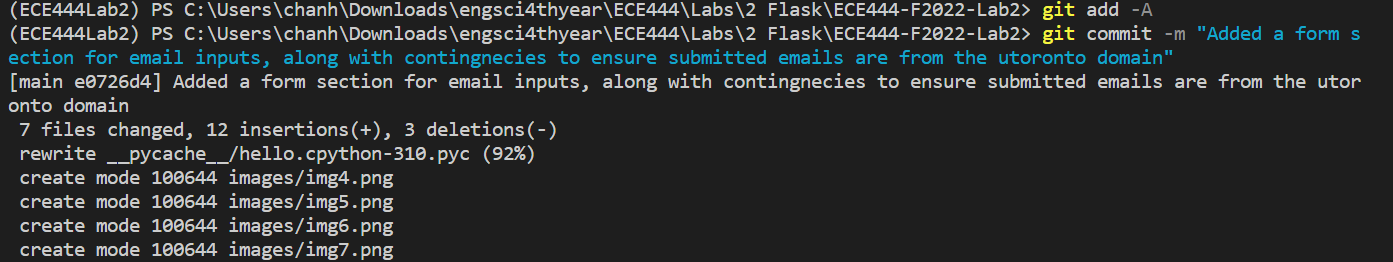 (ECE444Lab2) PS C:\Users\chanh\Downloads\engsci4thyear\ECE444\Labs\2 Flask\ECE444-F2022-Lab2> git add -A
(ECE444Lab2) PS C:\Users\chanh\Downloads\engsci4thyear\ECE444\Labs\2 Flask\ECE444-F2022-Lab2> git commit -m "Added a form s
ection for email inputs, along with contingnecies to ensure submitted emails are from the utoronto domain"
[main e0726d4] Added a form section for email inputs, along with contingnecies to ensure submitted emails are from the utor
onto domain
 7 files changed, 12 insertions(+), 3 deletions(-)
 rewrite __pycache__/hello.cpython-310.pyc (92%)
 create mode 100644 images/img4.png
 create mode 100644 images/img5.png
 create mode 100644 images/img6.png
 create mode 100644 images/img7.png